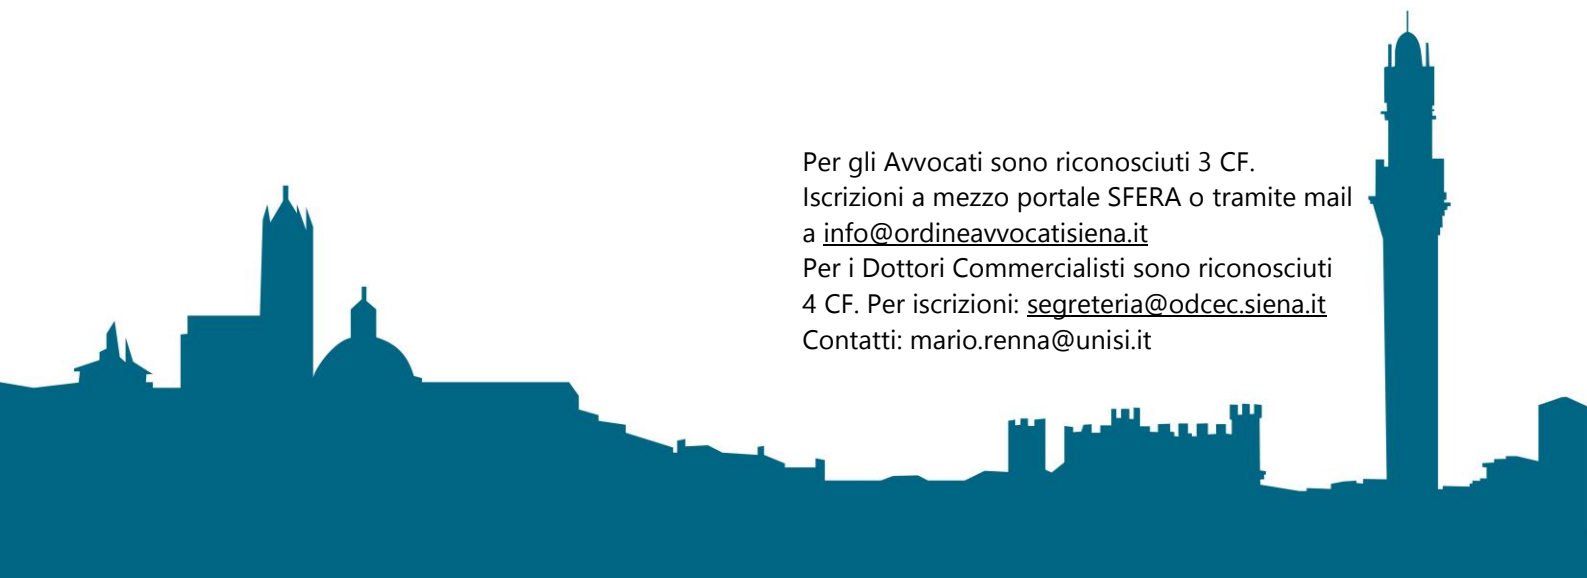 Per gli Avvocati sono riconosciuti 3 CF.
Iscrizioni a mezzo portale SFERA o tramite mail
a info@ordineavvocatisiena.it
Per i Dottori Commercialisti sono riconosciuti
4 CF. Per iscrizioni: segreteria@odcec.siena.it
Contatti: mario.renna@unisi.it